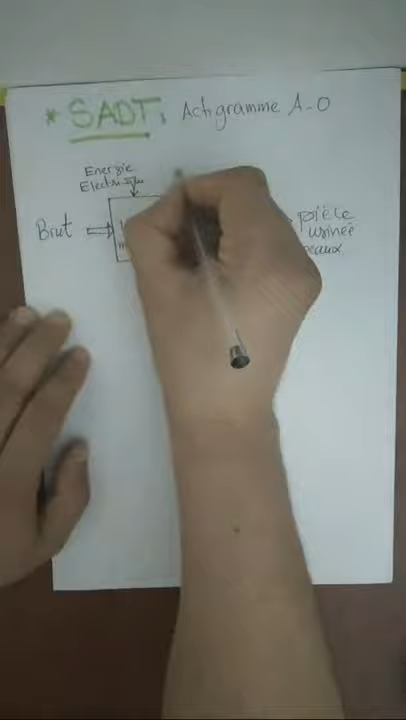 * SADT: Actigramme A-0
Energie
Electrique
Brut
pièce
usinée